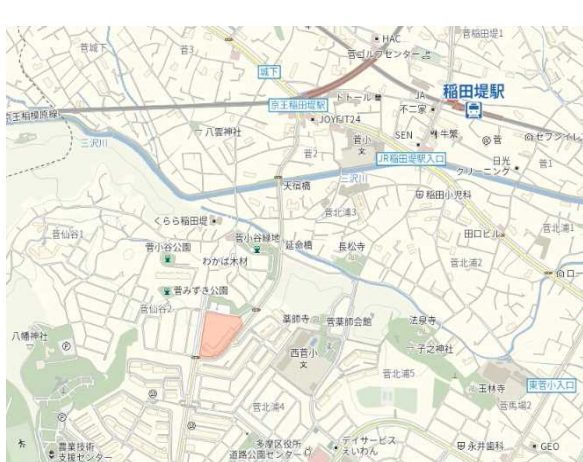 HAC
菅稲田堤1
菅ゴルフセンター
菅城下
菅3
城下
稲田堤駅
京王稲田堤駅
トトール
JA
不二家
JOYFIT24
京王相模原線
八雲神社
菅小
文
SEN
牛繁
菅
セブンイレ
三沢川
菅2
JR稲田堤駅入口
日光
クリーニング
菅1
三沢川
天宿橋
稲田小児科
菅北浦3
くらら稲田堤
菅仙谷1
田口ビル
菅北浦1
菅小谷公園
菅小谷緑地
延命橋
長松寺
わかば木材
菅北浦2
ロー
菅みずき公園
菅仙谷2
薬師寺
菅薬師会館
法泉寺
八幡神社
西菅小
文
子之神社
玉林寺
東菅小入口
菅北浦5
菅馬場2
菅北浦4
農業技術
支援センター
多摩区役所
道路公園センター
デイサービス
えいわん
永井歯科
GEO